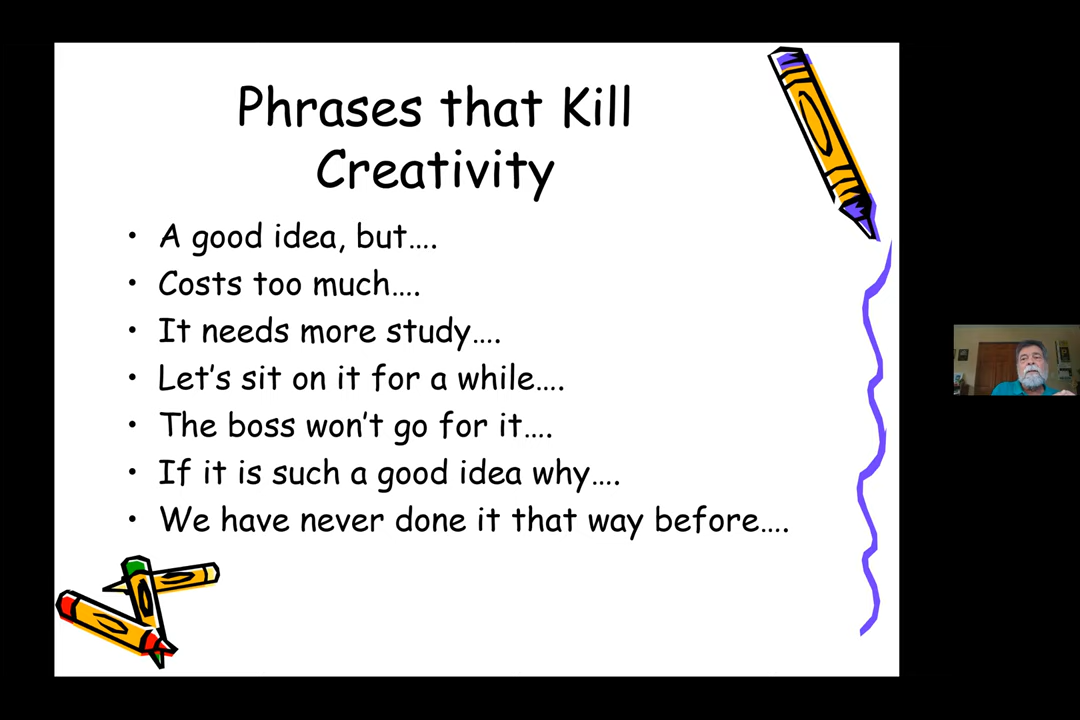 Phrases that Kill
Creativity
• A good idea, but….
• Costs too much….
• It needs more study….
• Let’s sit on it for a while….
• The boss won’t go for it….
• If it is such a good idea why….
• We have never done it that way before….